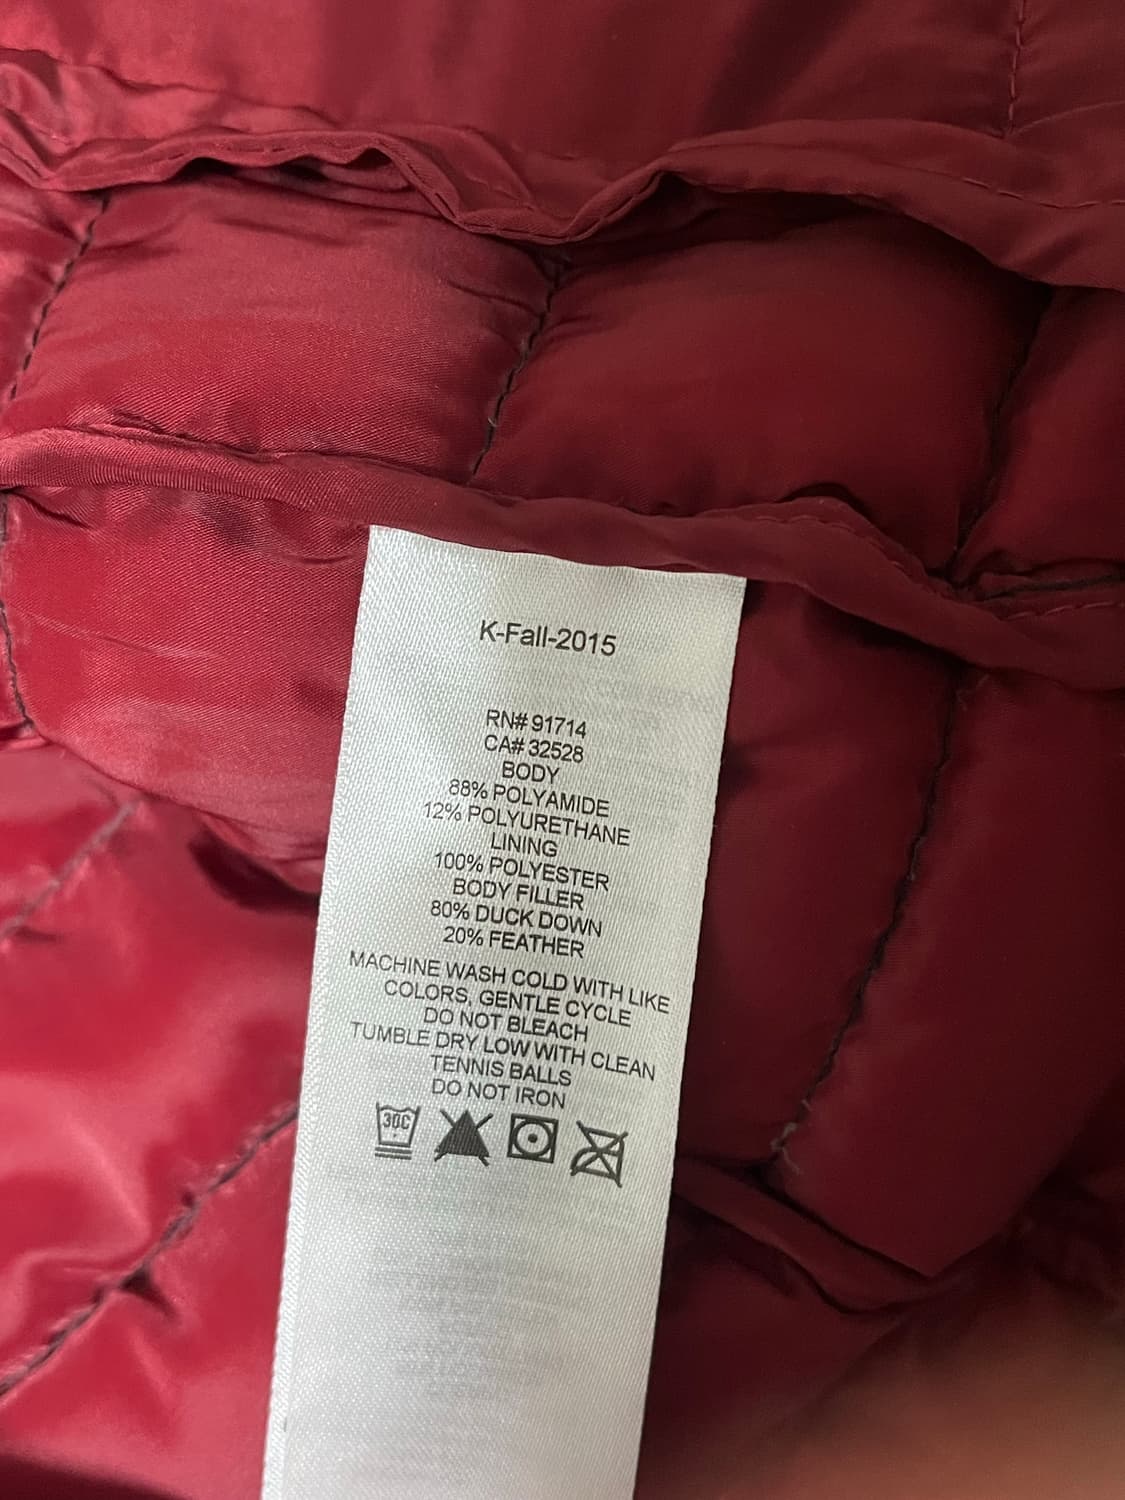 K-Fall-2015
RN# 91714
CA# 32528
BODY
88% POLYAMIDE
12% POLYURETHANE
LINING
100% POLYESTER
BODY FILLER
80% DUCK DOWN
20% FEATHER
MACHINE WASH COLD WITH LIKE
COLORS, GENTLE CYCLE
DO NOT BLEACH
TUMBLE DRY LOW WITH CLEAN
TENNIS BALLS
DO NOT IRON
30C